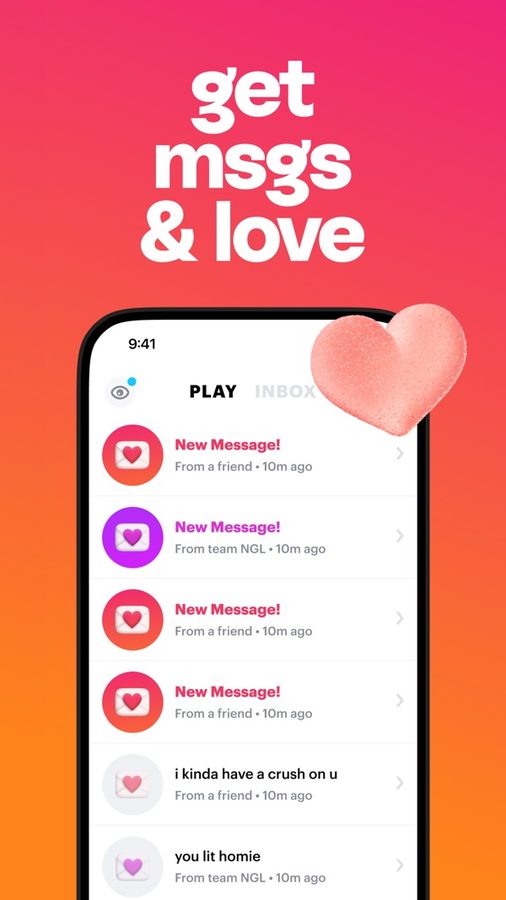 get
msgs
& love
9:41
PLAY INBOX
New Message!
From a friend • 10m ago
New Message!
From team NGL • 10m ago
New Message!
From a friend • 10m ago
New Message!
From a friend • 10m ago
i kinda have a crush on u
From a friend • 10m ago
you lit homie
From team NGL • 10m ago